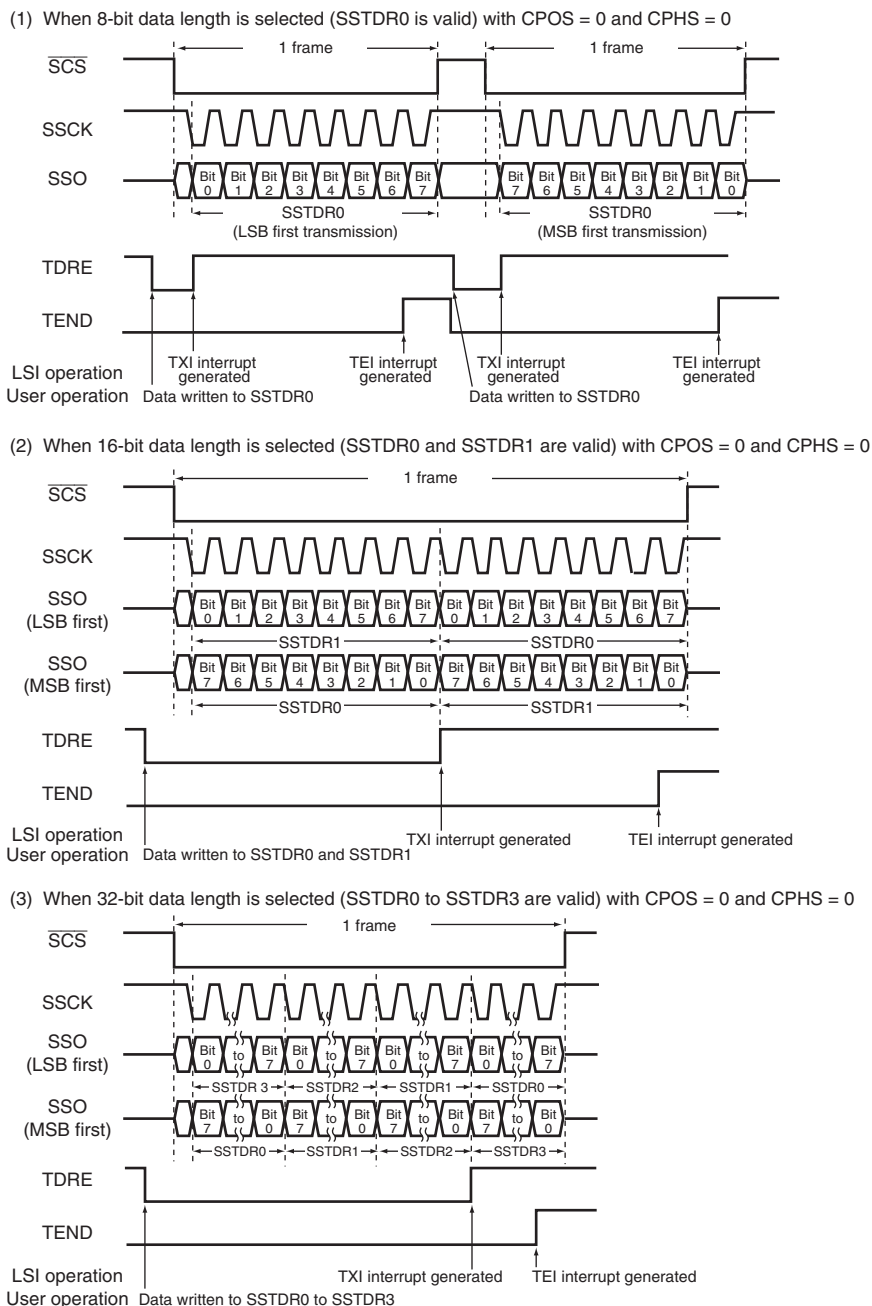 (1) When 8-bit data length is selected (SSTDR0 is valid) with CPOS = 0 and CPHS = 0
1 frame 1 frame
SCS
SSCK
SSO Bit 0 Bit 1 Bit 2 Bit 3 Bit 4 Bit 5 Bit 6 Bit 7 Bit 7 Bit 6 Bit 5 Bit 4 Bit 3 Bit 2 Bit 1 Bit 0
SSTDR0 SSTDR0
(LSB first transmission) (MSB first transmission)
TDRE
TEND
LSI operation TXI interrupt generated TEI interrupt generated TXI interrupt generated TEI interrupt generated
User operation Data written to SSTDR0 Data written to SSTDR0
(2) When 16-bit data length is selected (SSTDR0 and SSTDR1 are valid) with CPOS = 0 and CPHS = 0
1 frame
SCS
SSCK
SSO (LSB first) Bit 0 Bit 1 Bit 2 Bit 3 Bit 4 Bit 5 Bit 6 Bit 7 Bit 0 Bit 1 Bit 2 Bit 3 Bit 4 Bit 5 Bit 6 Bit 7
SSTDR1 SSTDR0
SSO (MSB first) Bit 7 Bit 6 Bit 5 Bit 4 Bit 3 Bit 2 Bit 1 Bit 0 Bit 7 Bit 6 Bit 5 Bit 4 Bit 3 Bit 2 Bit 1 Bit 0
SSTDR0 SSTDR1
TDRE
TEND
LSI operation TXI interrupt generated TEI interrupt generated
User operation Data written to SSTDR0 and SSTDR1
(3) When 32-bit data length is selected (SSTDR0 to SSTDR3 are valid) with CPOS = 0 and CPHS = 0
1 frame
SCS
SSCK
SSO (LSB first) Bit 0 to Bit 7 Bit 0 to Bit 7 Bit 0 to Bit 7 Bit 0 to Bit 7
SSTDR 3 SSTDR2 SSTDR1 SSTDR0
SSO (MSB first) Bit 7 to Bit 0 Bit 7 to Bit 0 Bit 7 to Bit 0 Bit 7 to Bit 0
SSTDR0 SSTDR1 SSTDR2 SSTDR3
TDRE
TEND
LSI operation TXI interrupt generated TEI interrupt generated
User operation Data written to SSTDR0 to SSTDR3